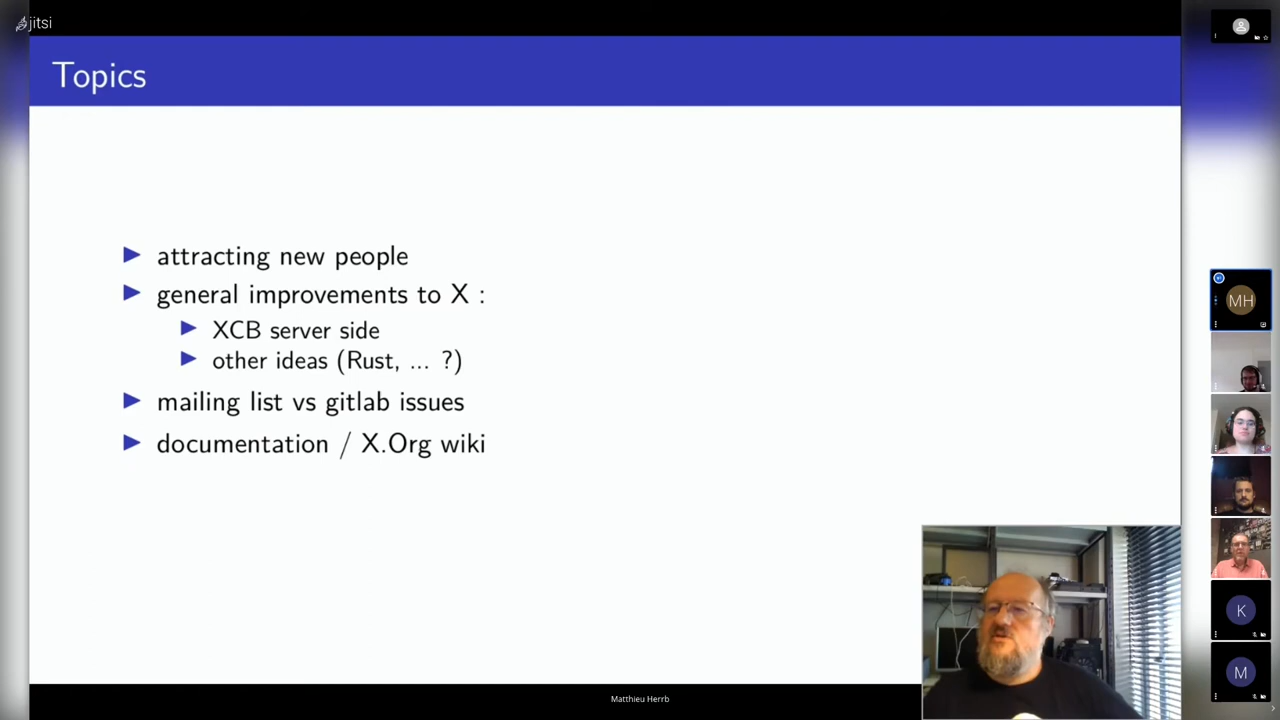 jitsi
Topics
attracting new people
general improvements to X :
XCB server side
other ideas (Rust, ... ?)
mailing list vs gitlab issues
documentation / X.Org wiki
MH
K
M
Matthieu Herrb